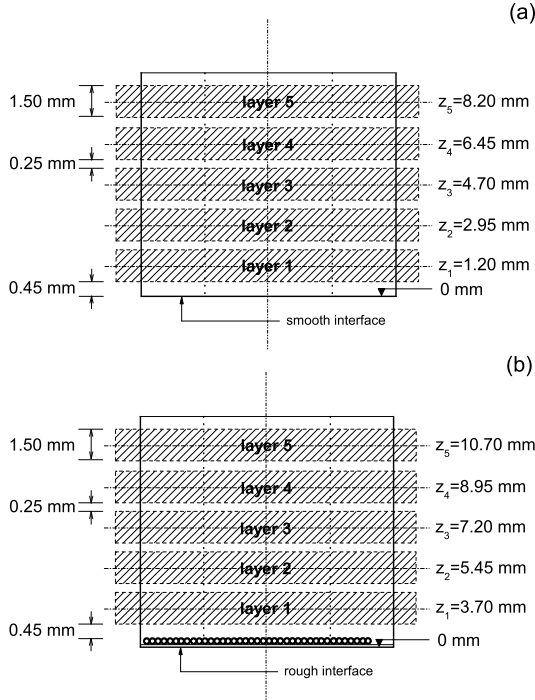 (a)
1.50 mm
layer 5
z5=8.20 mm
layer 4
z4=6.45 mm
0.25 mm
layer 3
z3=4.70 mm
layer 2
z2=2.95 mm
layer 1
z1=1.20 mm
0.45 mm
0 mm
smooth interface
(b)
1.50 mm
layer 5
z5=10.70 mm
layer 4
z4=8.95 mm
0.25 mm
layer 3
z3=7.20 mm
layer 2
z2=5.45 mm
layer 1
z1=3.70 mm
0.45 mm
0 mm
rough interface